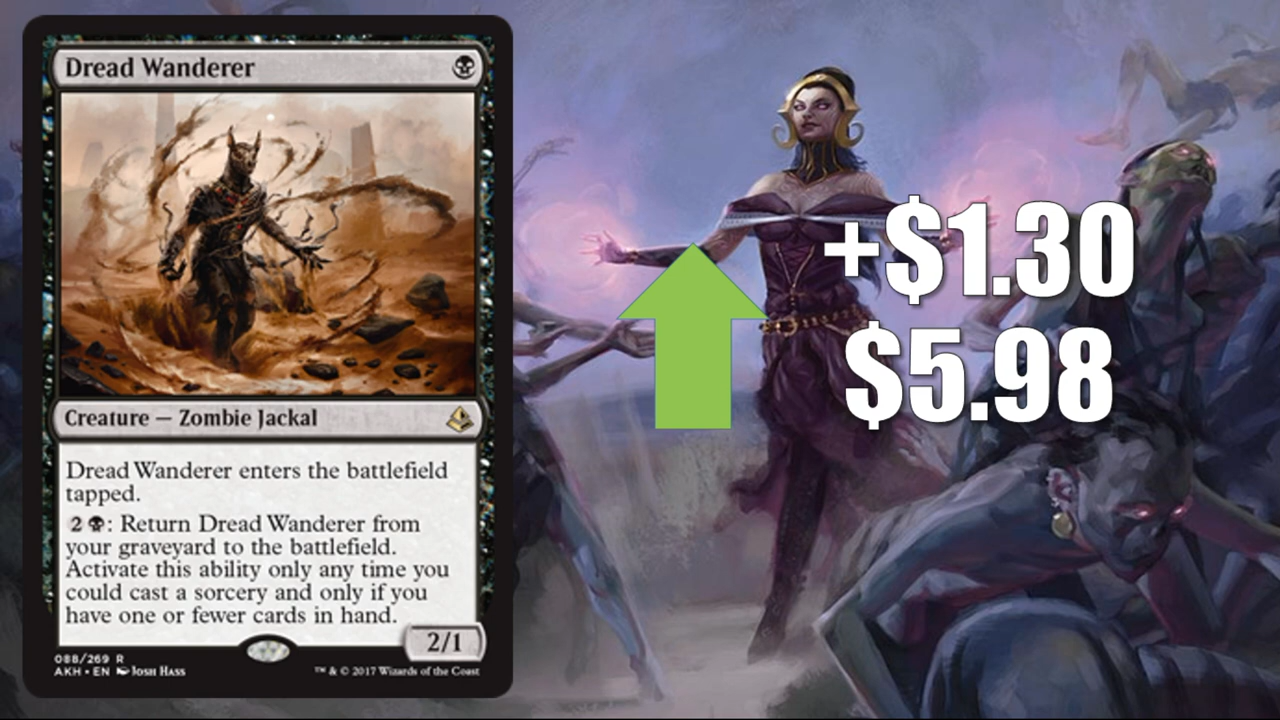 Dread Wanderer
Creature — Zombie Jackal
Dread Wanderer enters the battlefield
tapped.
2 : Return Dread Wanderer from
your graveyard to the battlefield.
Activate this ability only any time you
could cast a sorcery and only if you
have one or fewer cards in hand.
2/1
088/269 R
AKH • EN Josh Hass
™ & © 2017 Wizards of the Coast
+$1.30
$5.98